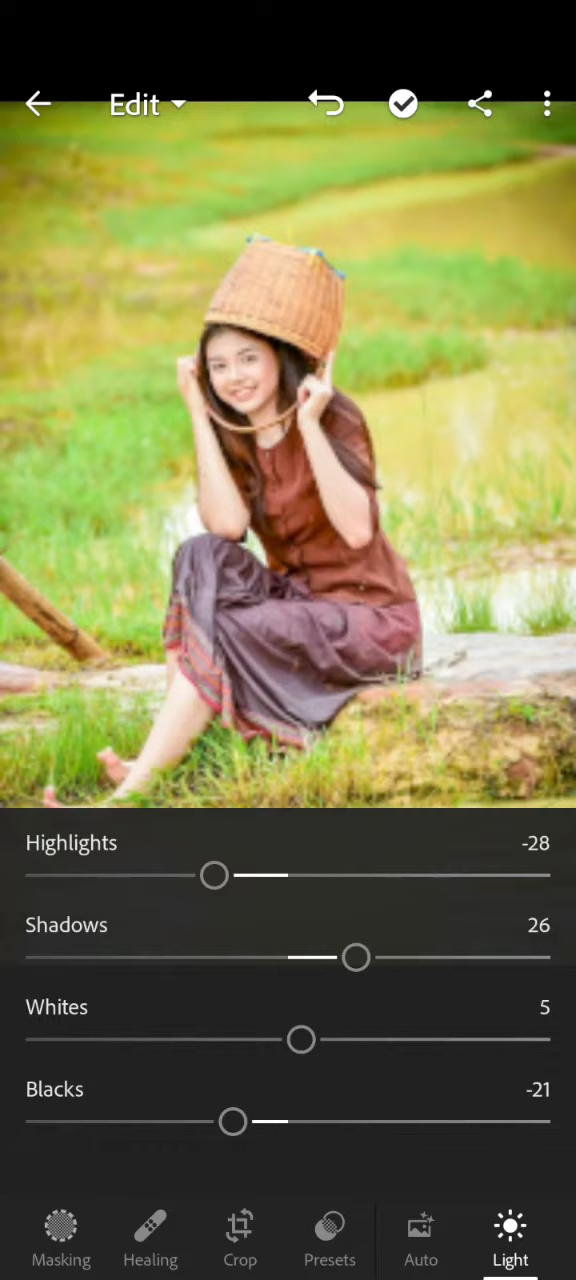 Edit
Highlights -28
Shadows 26
Whites 5
Blacks -21
Masking Healing Crop Presets Auto Light